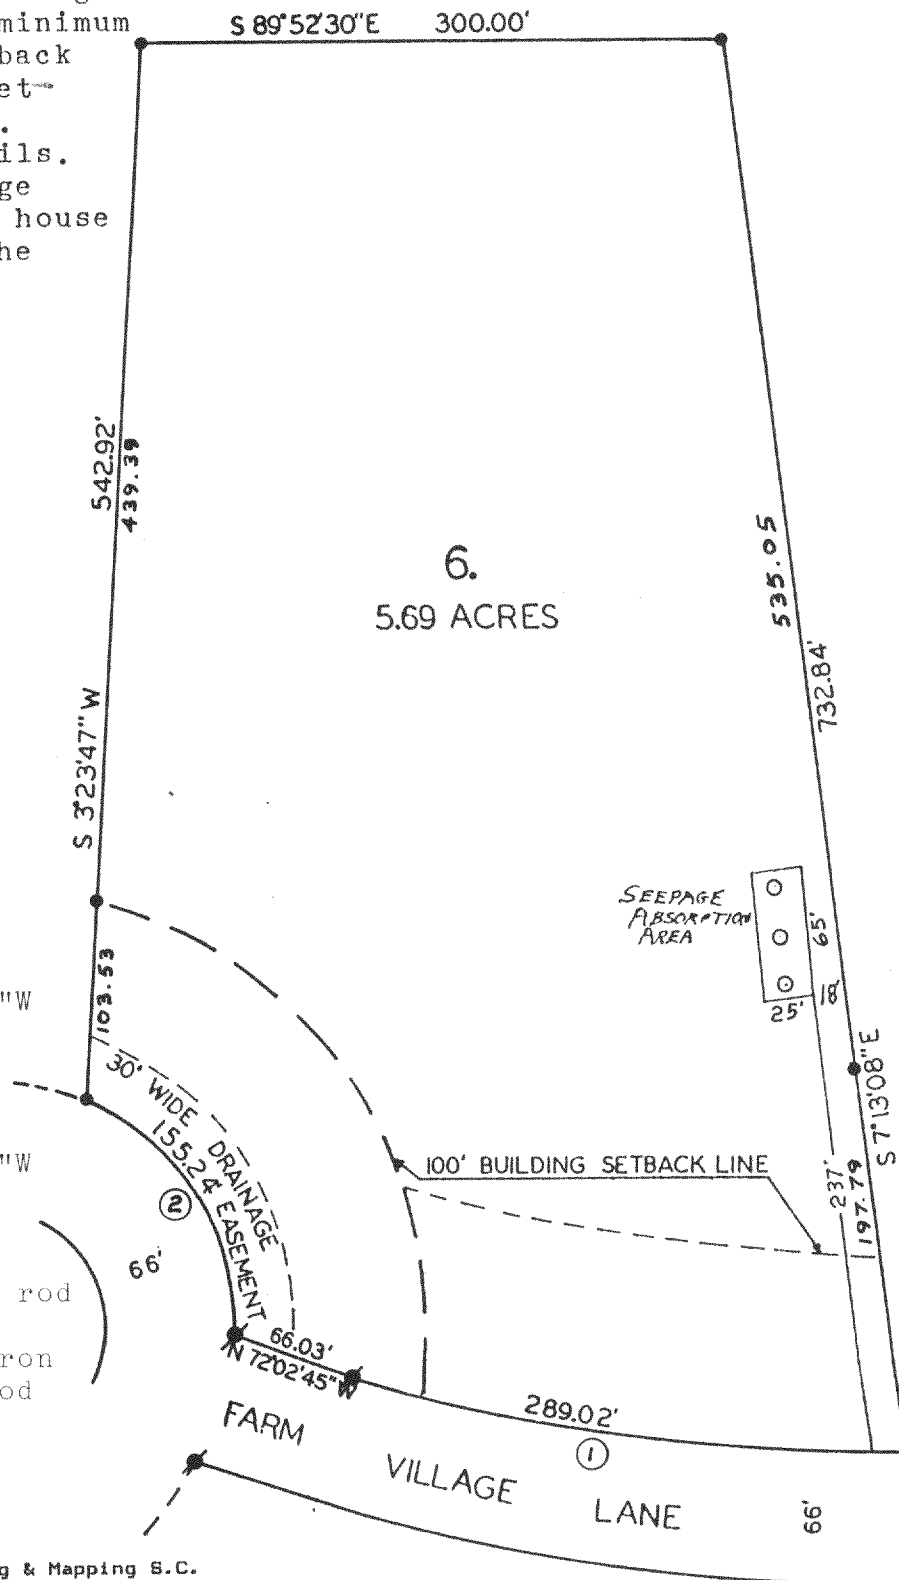 minimum
back
et-
.
ils.
ge
house
he
S 89°52'30"E 300.00'
542.92'
439.39
S 3°23'47"W
6.
5.69 ACRES
535.05
732.84'
SEEPAGE
ABSORPTION
AREA
65'
25'
18'
103.53
"W
30' WIDE DRAINAGE
EASEMENT
155.24'
2
66'
"W
100' BUILDING SETBACK LINE
237'
197.79
S 7°13'08"E
rod
ron
od
66.03'
N 72°02'45"W
289.02'
1
FARM VILLAGE LANE
66'
g & Mapping S.C.